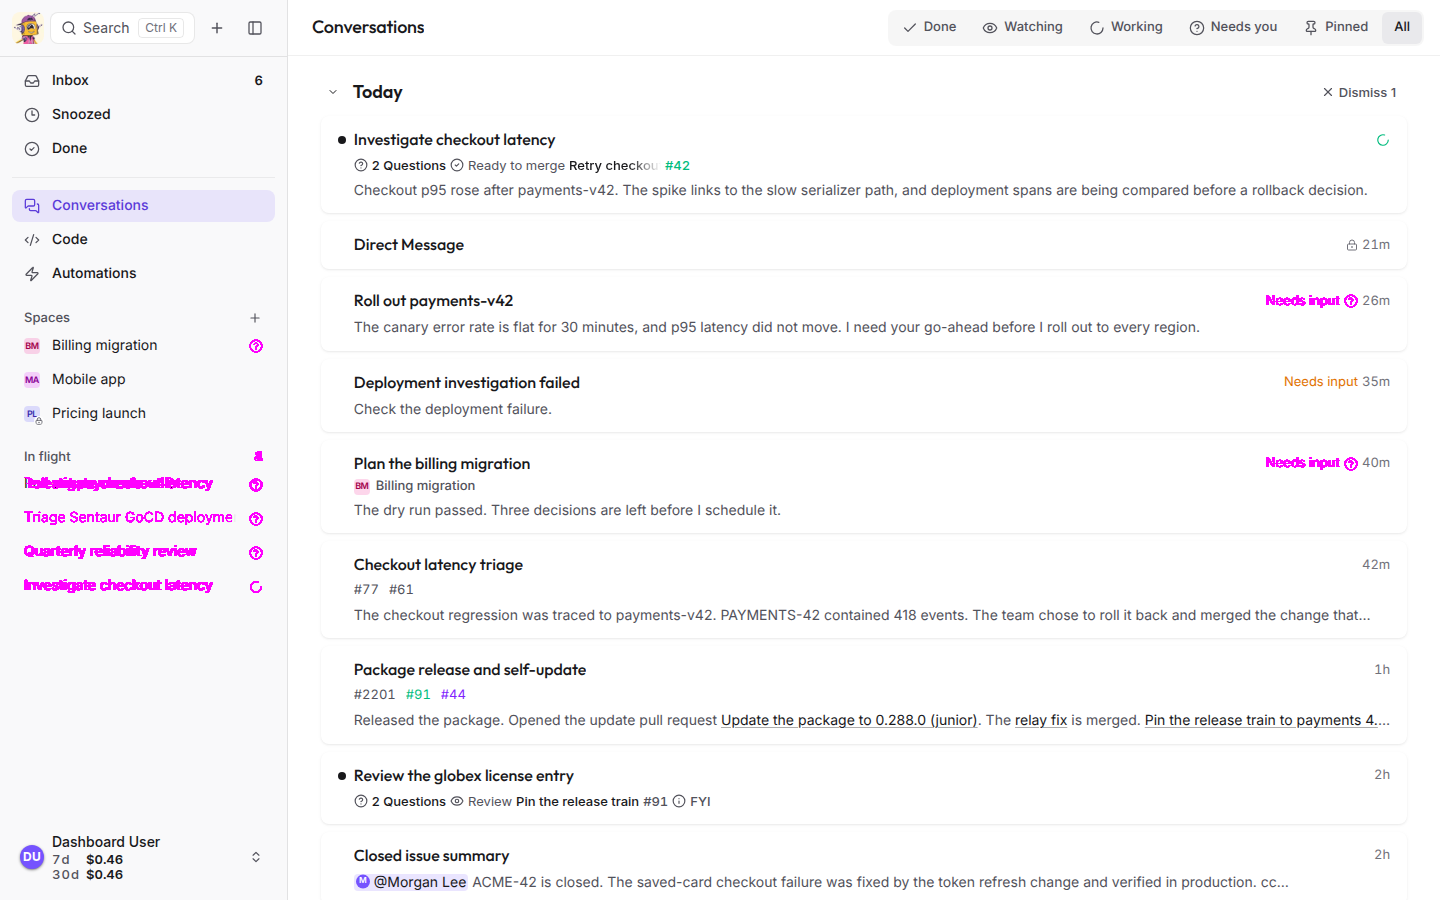 Search Ctrl K
Inbox 6
Snoozed
Done
Conversations
Code
Automations
Spaces
BM Billing migration
MA Mobile app
PL Pricing launch
In flight
Triage Sentaur GoCD deployme
Quarterly reliability review
Investigate checkout latency
DU Dashboard User
7d $0.46
30d $0.46
Conversations
Done Watching Working Needs you Pinned All
Today Dismiss 1
Investigate checkout latency
2 Questions Ready to merge Retry checkou #42
Checkout p95 rose after payments-v42. The spike links to the slow serializer path, and deployment spans are being compared before a rollback decision.
Direct Message 21m
Roll out payments-v42 Needs input 26m
The canary error rate is flat for 30 minutes, and p95 latency did not move. I need your go-ahead before I roll out to every region.
Deployment investigation failed Needs input 35m
Check the deployment failure.
Plan the billing migration Needs input 40m
BM Billing migration
The dry run passed. Three decisions are left before I schedule it.
Checkout latency triage 42m
#77 #61
The checkout regression was traced to payments-v42. PAYMENTS-42 contained 418 events. The team chose to roll it back and merged the change that...
Package release and self-update 1h
#2201 #91 #44
Released the package. Opened the update pull request Update the package to 0.288.0 (junior). The relay fix is merged. Pin the release train to payments 4....
Review the globex license entry 2h
2 Questions Review Pin the release train #91 FYI
Closed issue summary 2h
M @Morgan Lee ACME-42 is closed. The saved-card checkout failure was fixed by the token refresh change and verified in production. cc...